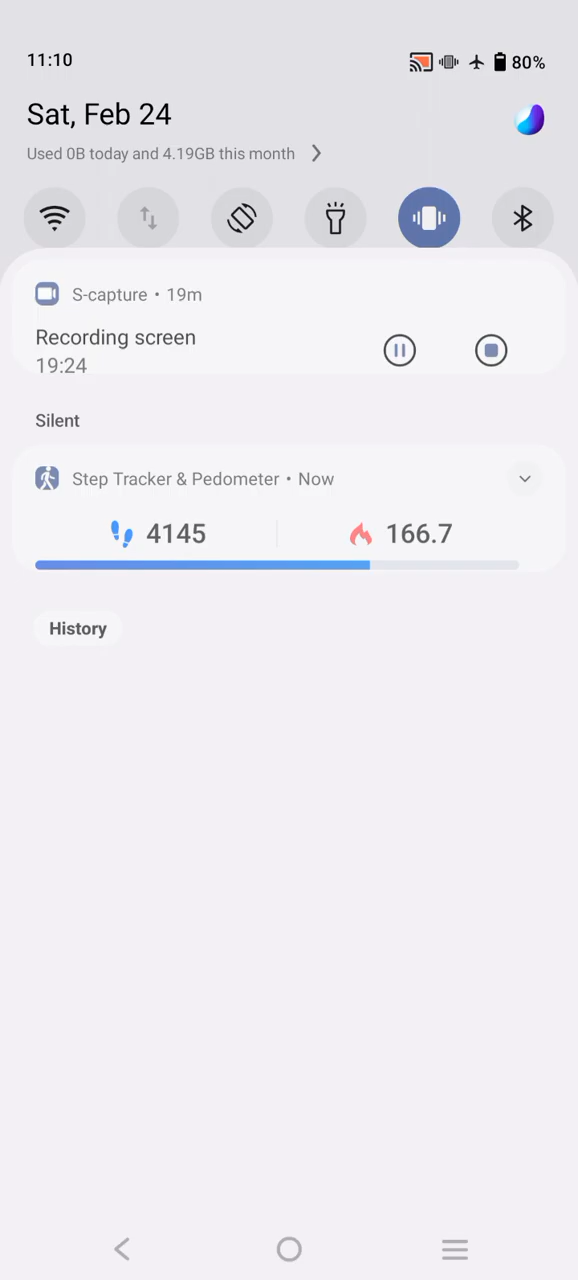 11:10
80%
Sat, Feb 24
Used 0B today and 4.19GB this month
S-capture • 19m
Recording screen
19:24
Silent
Step Tracker & Pedometer • Now
4145
166.7
History